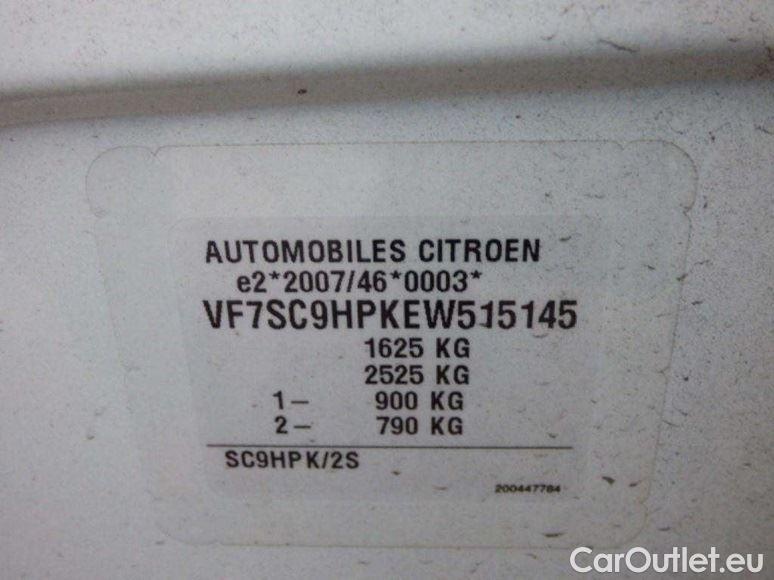 AUTOMOBILES CITROEN
e2*2007/46*0003*
VF7SC9HPKEW515145
1625 KG
2525 KG
1- 900 KG
2- 790 KG
SC9HPK/2S
200447784
CarOutlet.eu